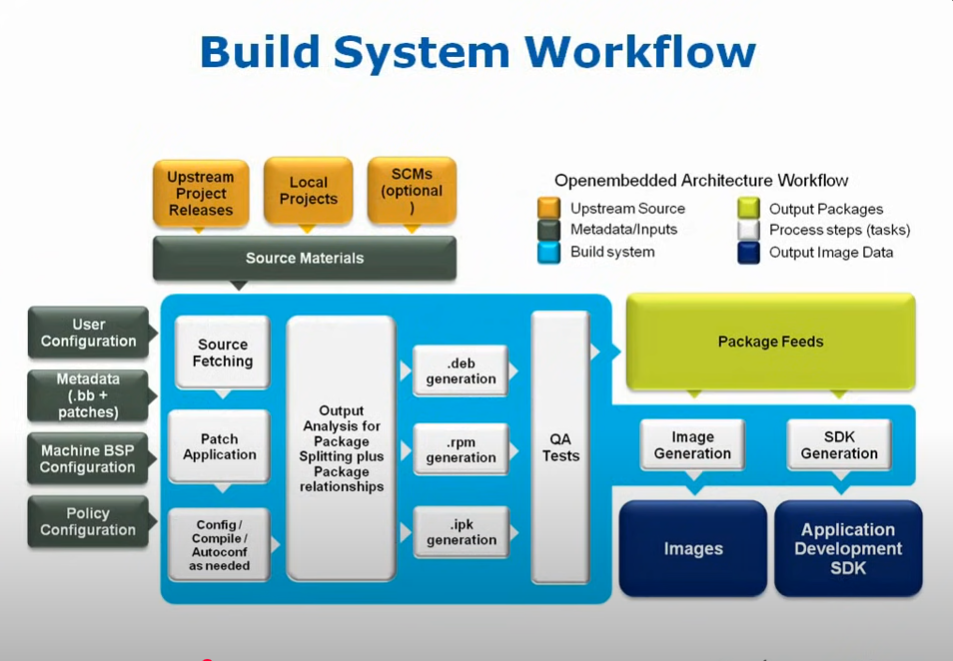 Build System Workflow
Upstream
Project
Releases
Local
Projects
SCMs
(optional
)
Openembedded Architecture Workflow
Upstream Source
Metadata/Inputs
Build system
Output Packages
Process steps (tasks)
Output Image Data
Source Materials
User
Configuration
Metadata
(.bb +
patches)
Machine BSP
Configuration
Policy
Configuration
Source
Fetching
Patch
Application
Config /
Compile /
Autoconf
as needed
Output
Analysis for
Package
Splitting plus
Package
relationships
.deb
generation
.rpm
generation
.ipk
generation
QA
Tests
Package Feeds
Image
Generation
SDK
Generation
Images
Application
Development
SDK